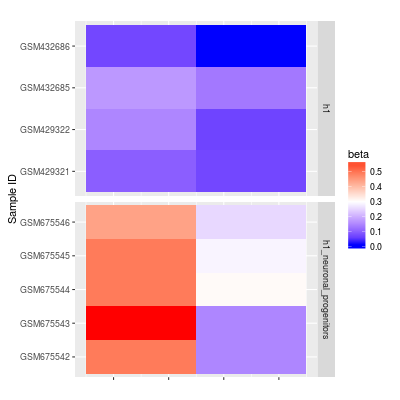 GSM432686
GSM432685
GSM429322
GSM429321
h1
GSM675546
GSM675545
GSM675544
GSM675543
GSM675542
h1_neuronal_progenitors
Sample ID
beta
0.5
0.4
0.3
0.2
0.1
0.0